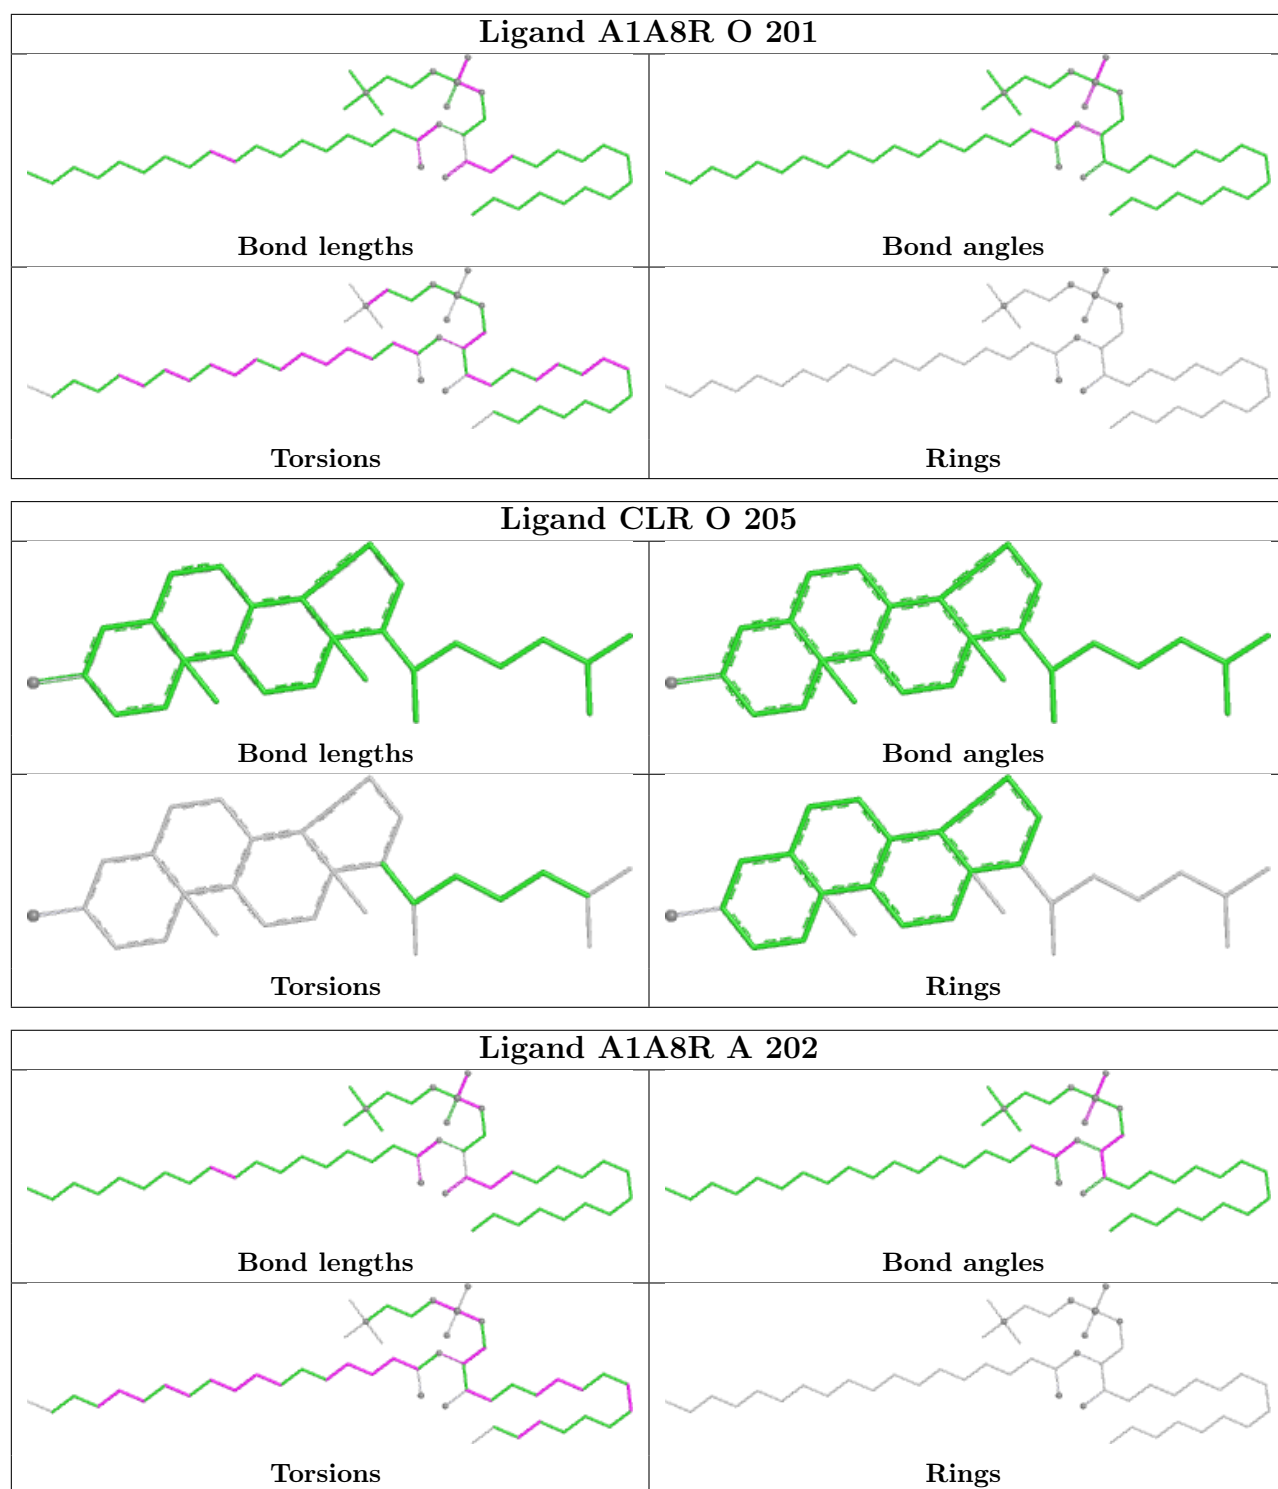 Ligand A1A8R O 201
Bond lengths
Bond angles
Torsions
Rings
Ligand CLR O 205
Bond lengths
Bond angles
Torsions
Rings
Ligand A1A8R A 202
Bond lengths
Bond angles
Torsions
Rings